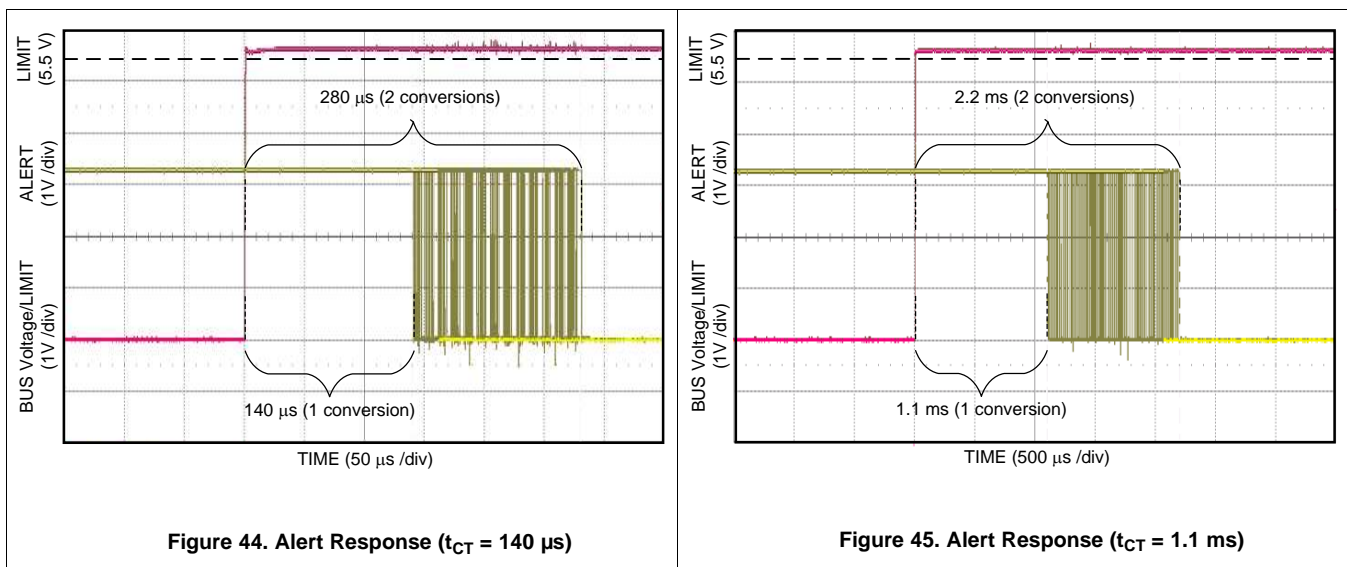 LIMIT
(5.5 V)
ALERT
(1V /div)
BUS Voltage/LIMIT
(1V /div)
280 µs (2 conversions)
140 µs (1 conversion)
TIME (50 µs /div)
Figure 44. Alert Response (tCT = 140 µs)
LIMIT
(5.5 V)
ALERT
(1V /div)
BUS Voltage/LIMIT
(1V /div)
2.2 ms (2 conversions)
1.1 ms (1 conversion)
TIME (500 µs /div)
Figure 45. Alert Response (tCT = 1.1 ms)